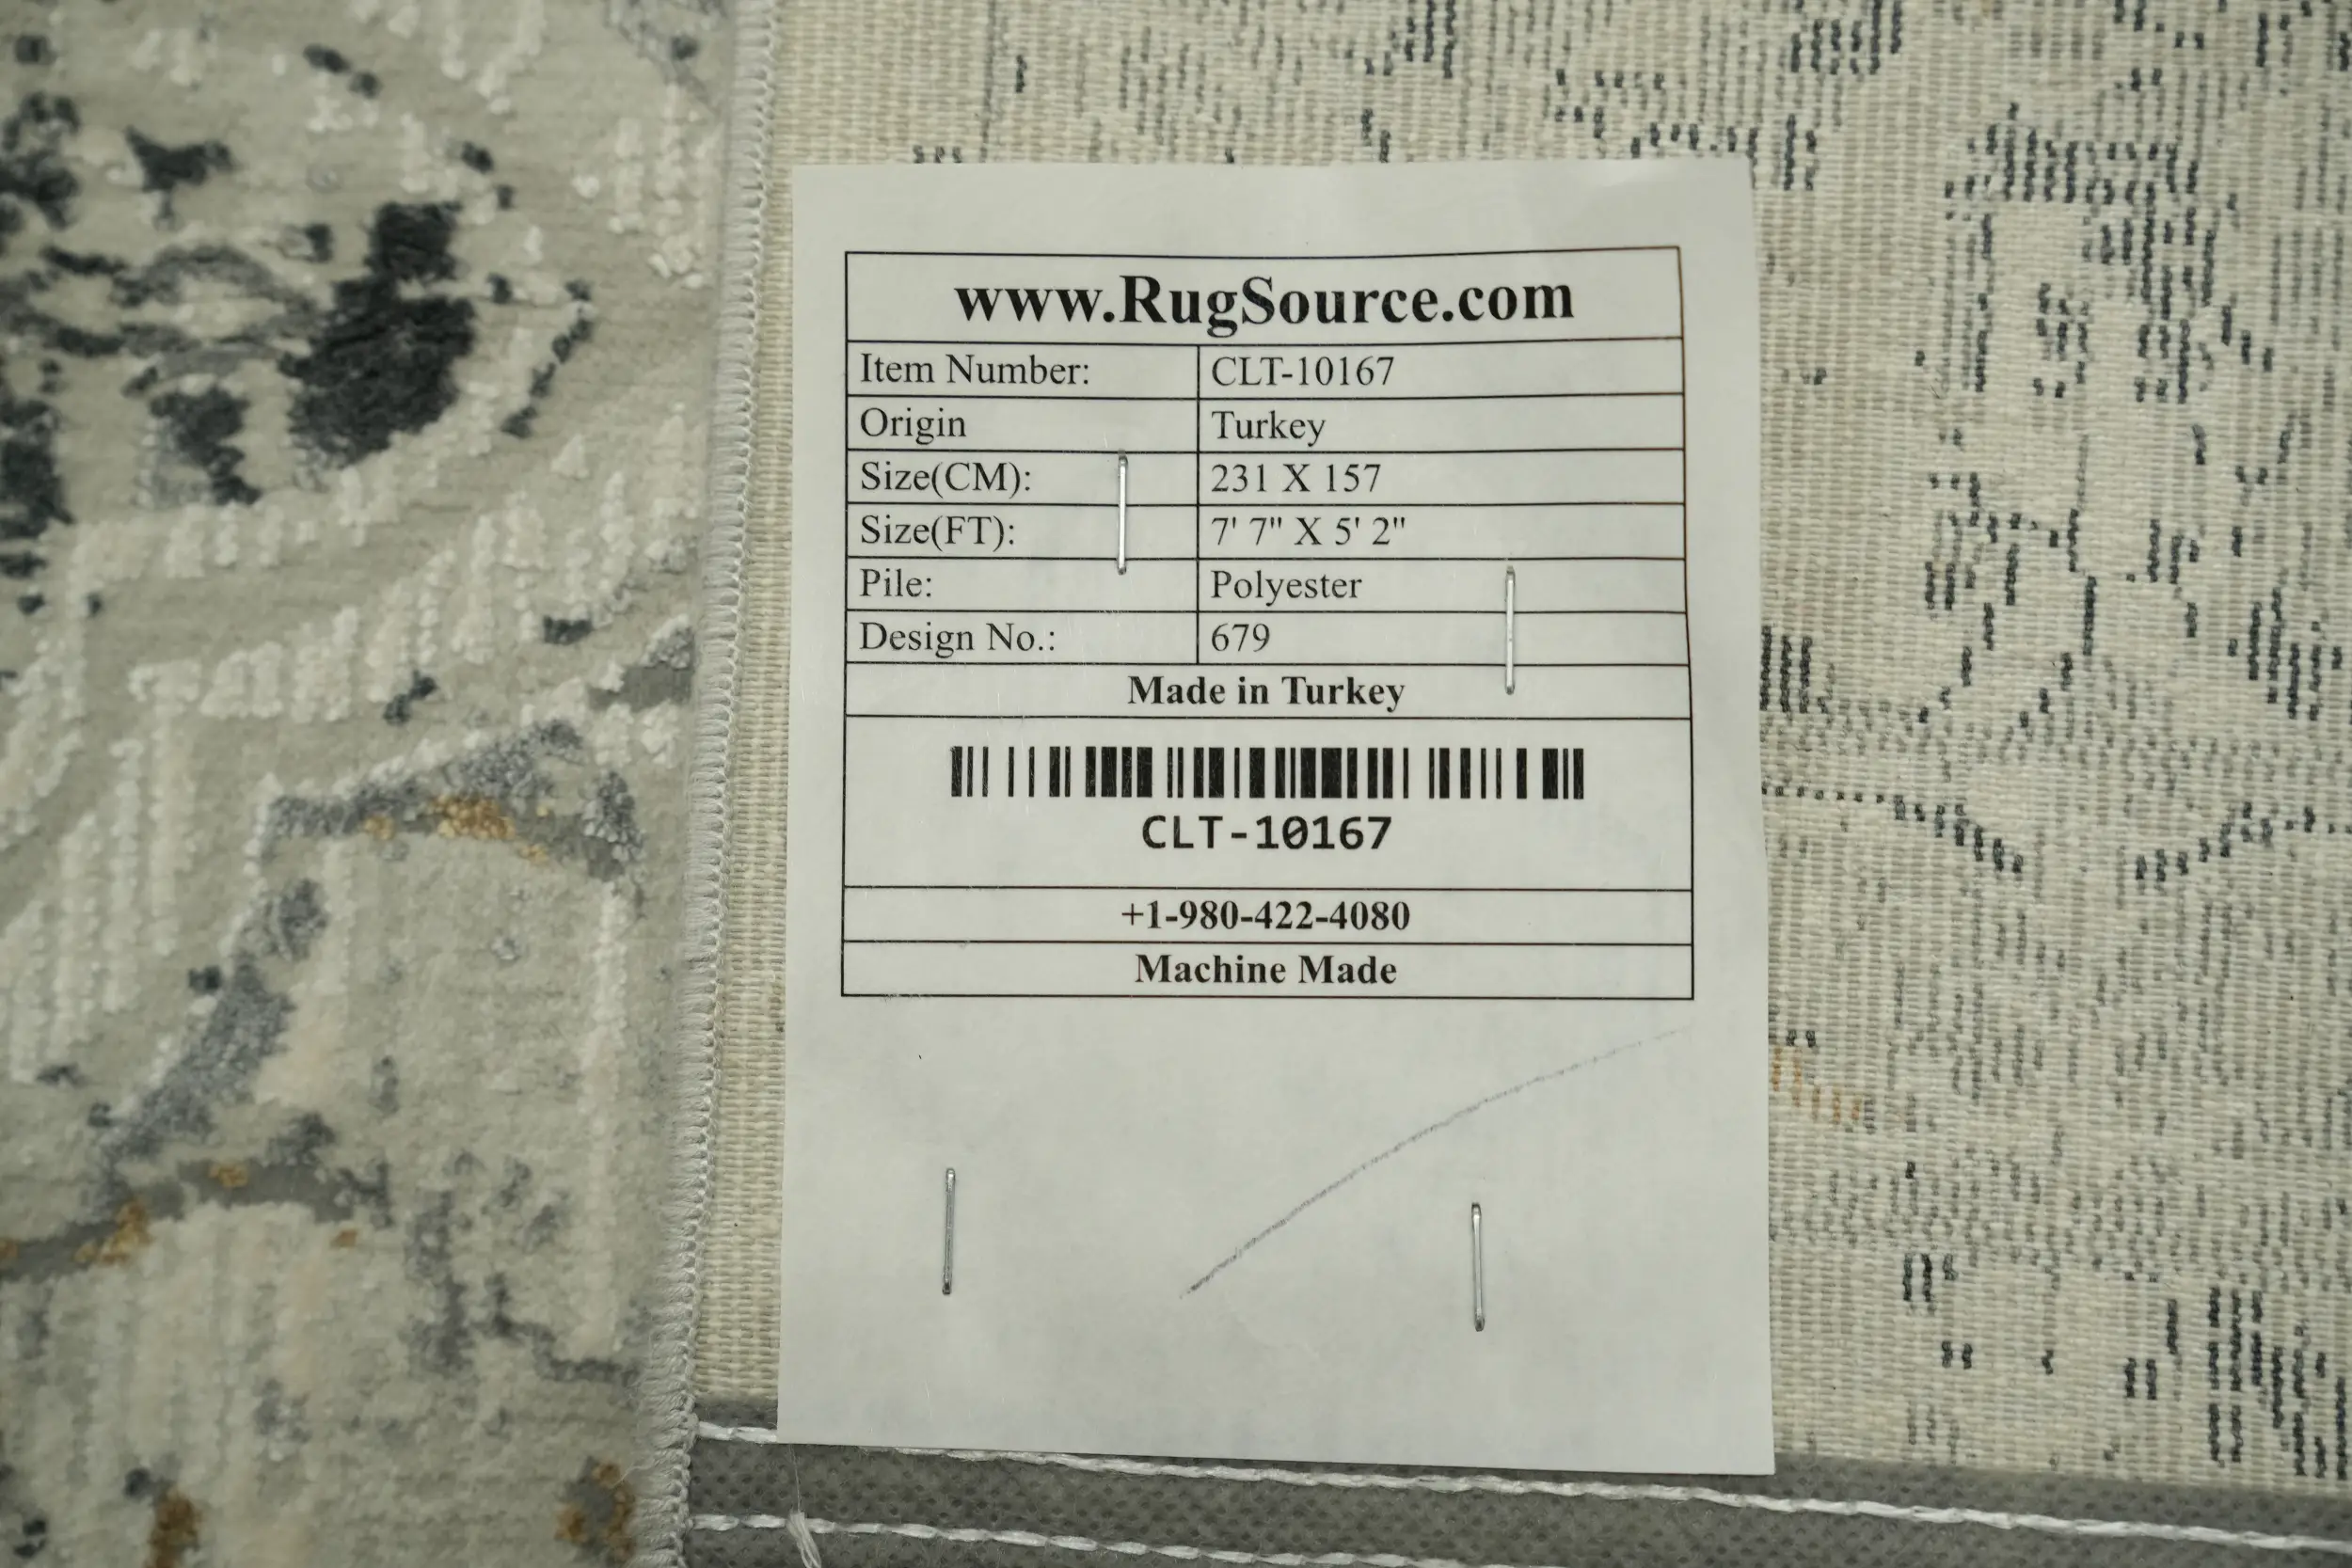 www.RugSource.com
Item Number: CLT-10167
Origin Turkey
Size(CM): 231 X 157
Size(FT): 7' 7" X 5' 2"
Pile: Polyester
Design No.: 679
Made in Turkey
CLT-10167
+1-980-422-4080
Machine Made